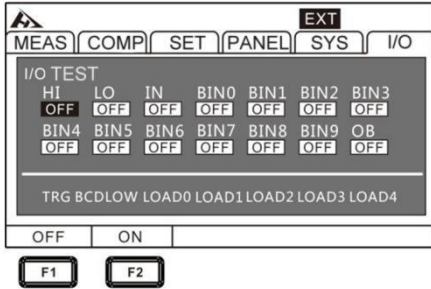 EXT
MEAS COMP SET PANEL SYS I/O
I/O TEST
HI LO IN BIN0 BIN1 BIN2 BIN3
OFF OFF OFF OFF OFF OFF OFF
BIN4 BIN5 BIN6 BIN7 BIN8 BIN9 OB
OFF OFF OFF OFF OFF OFF OFF
TRG BCDLOW LOAD0 LOAD1 LOAD2 LOAD3 LOAD4
OFF ON
F1 F2